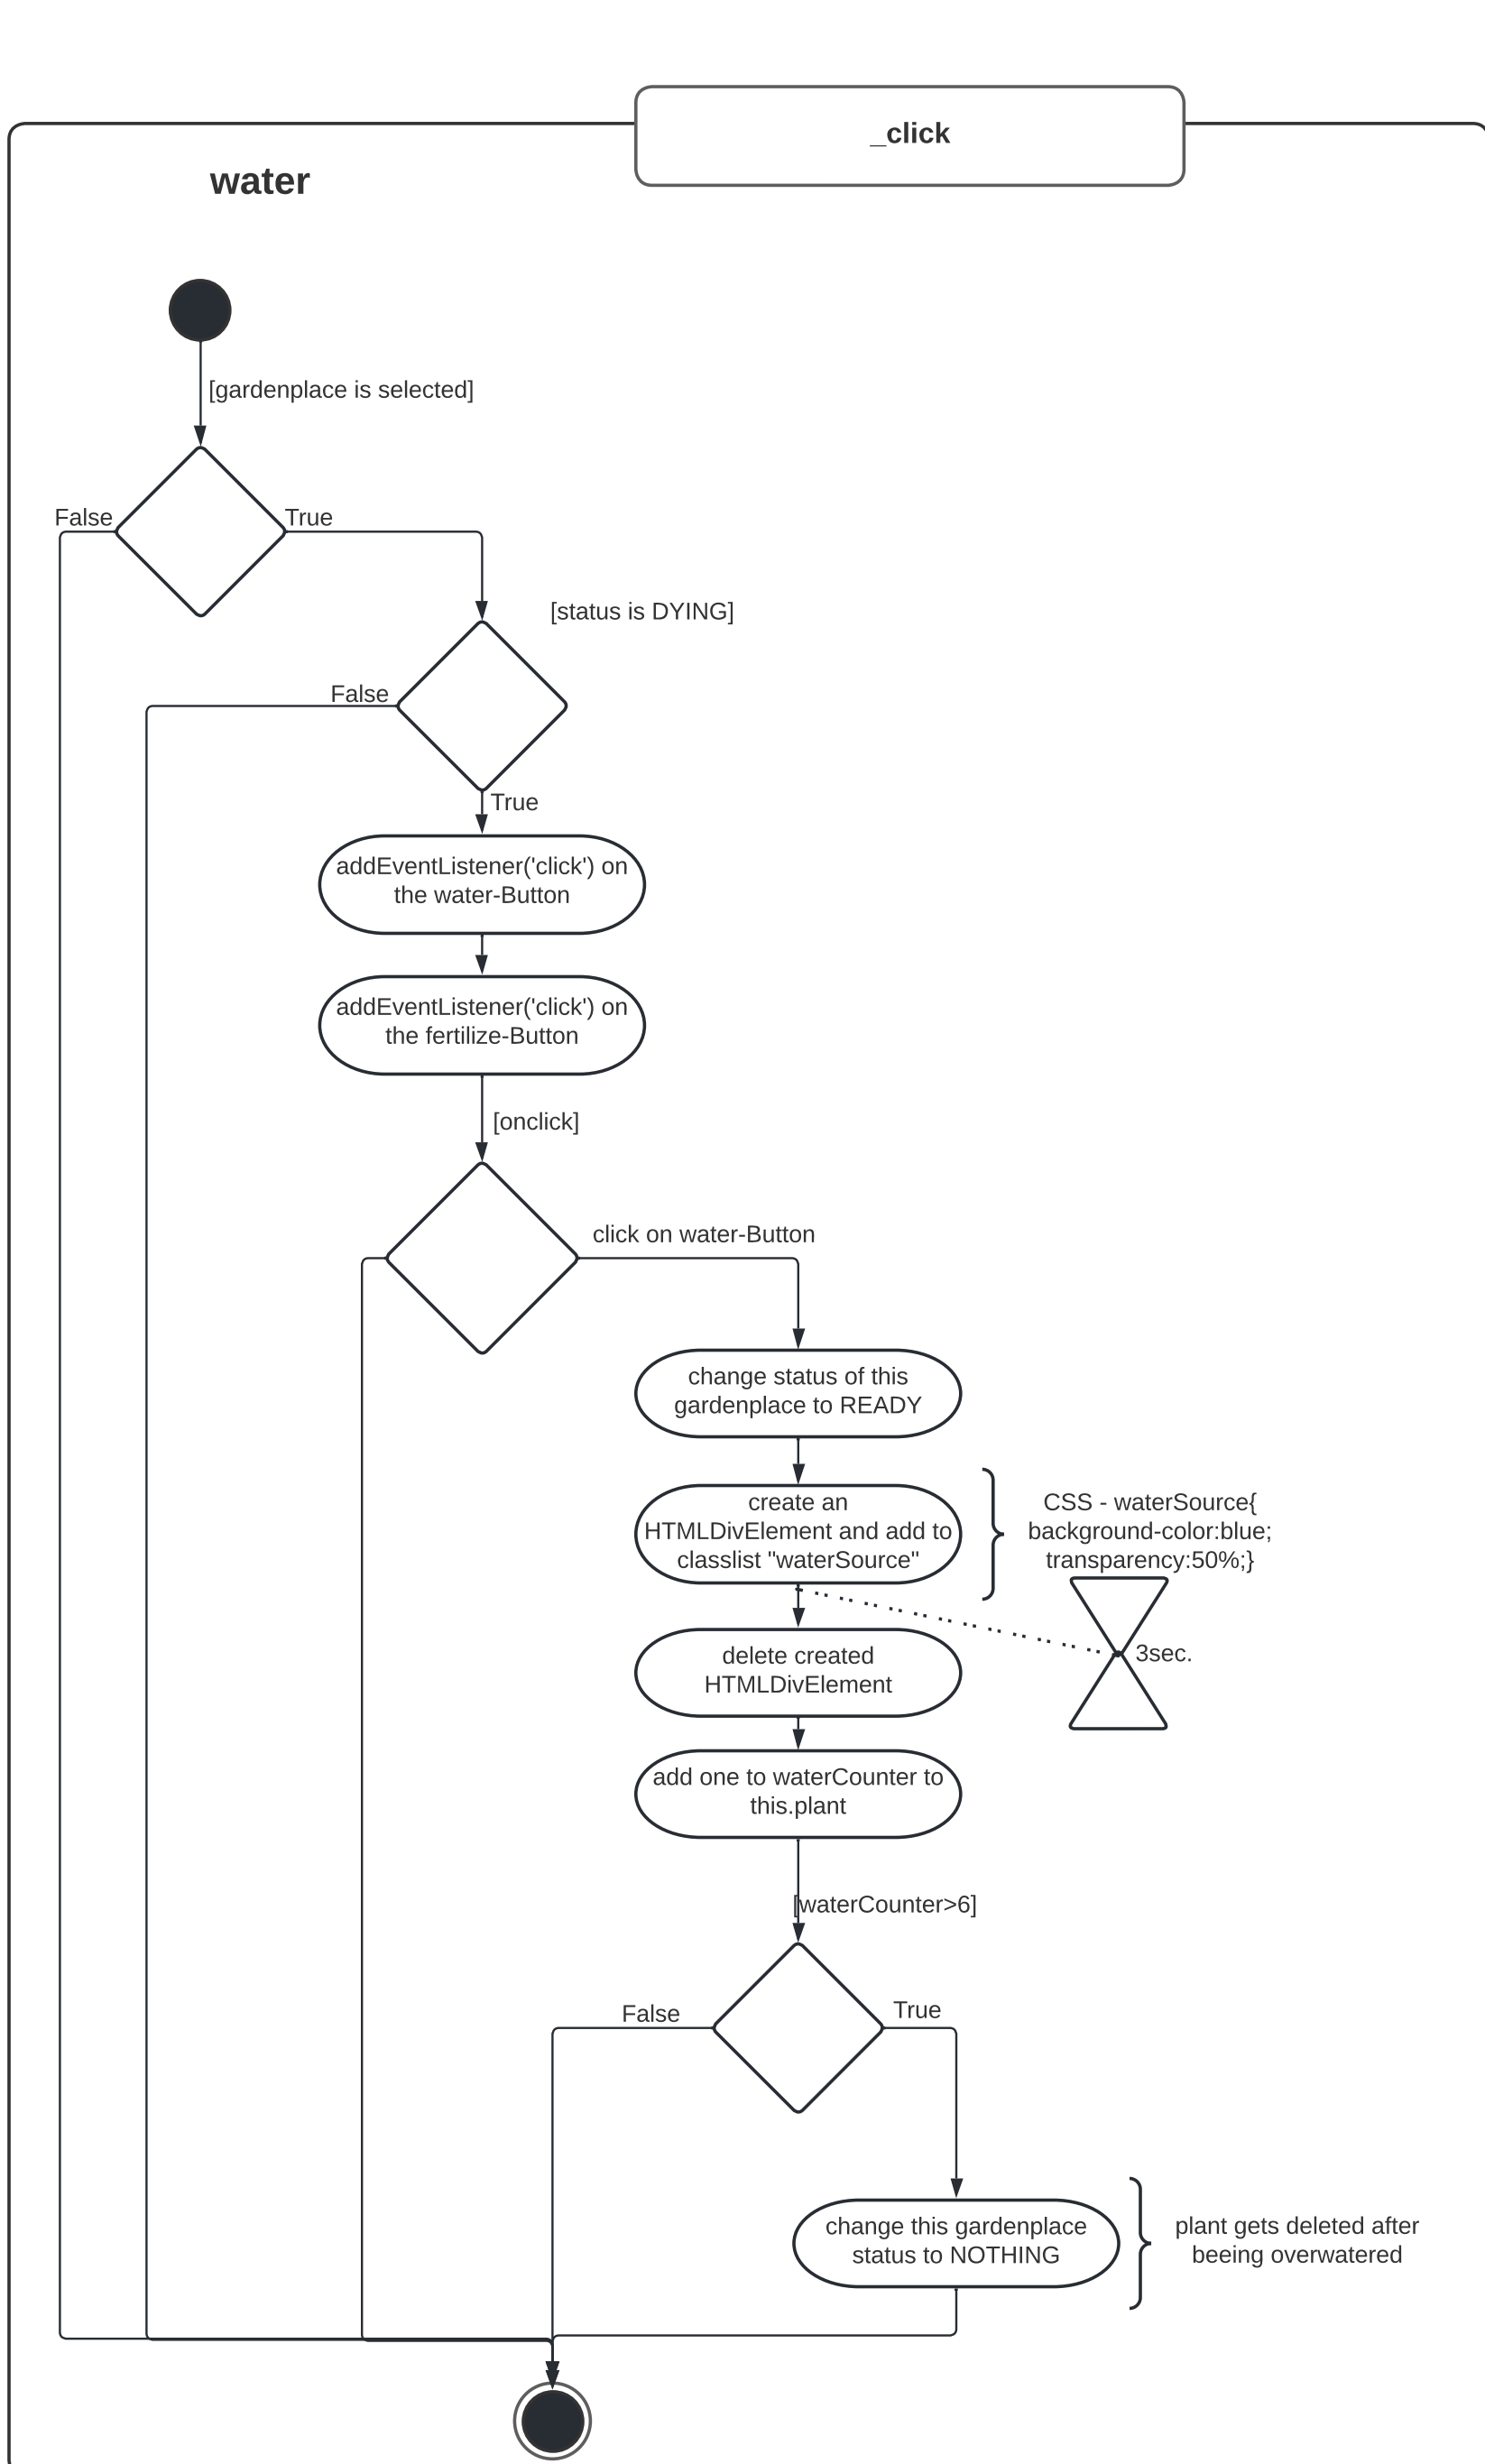 _click
water
[gardenplace is selected]
False
True
[status is DYING]
False
True
addEventListener('click') on
the water-Button
addEventListener('click') on
the fertilize-Button
[onclick]
click on water-Button
change status of this
gardenplace to READY
create an
HTMLDivElement and add to
classlist "waterSource"
CSS - waterSource{
background-color:blue;
transparency:50%;}
3sec.
delete created
HTMLDivElement
add one to waterCounter to
this.plant
[waterCounter>6]
False
True
change this gardenplace
status to NOTHING
plant gets deleted after
beeing overwatered